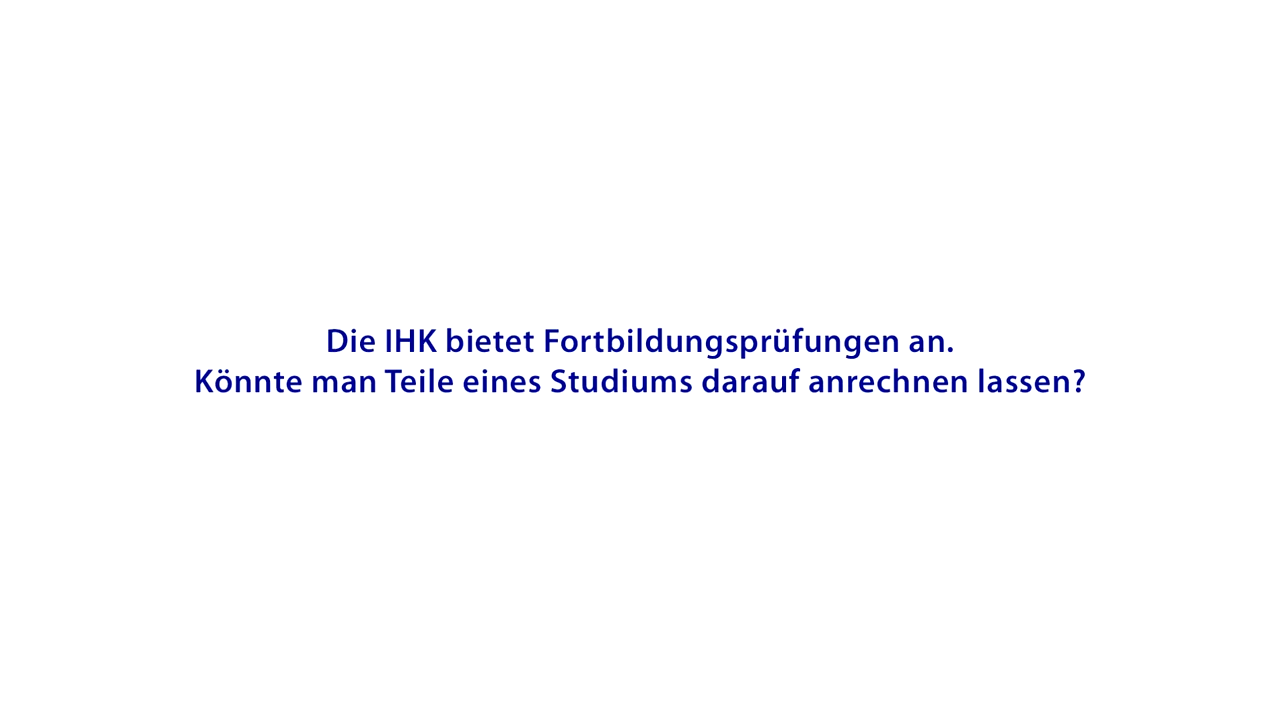 Die IHK bietet Fortbildungsprüfungen an.
Könnte man Teile eines Studiums darauf anrechnen lassen?